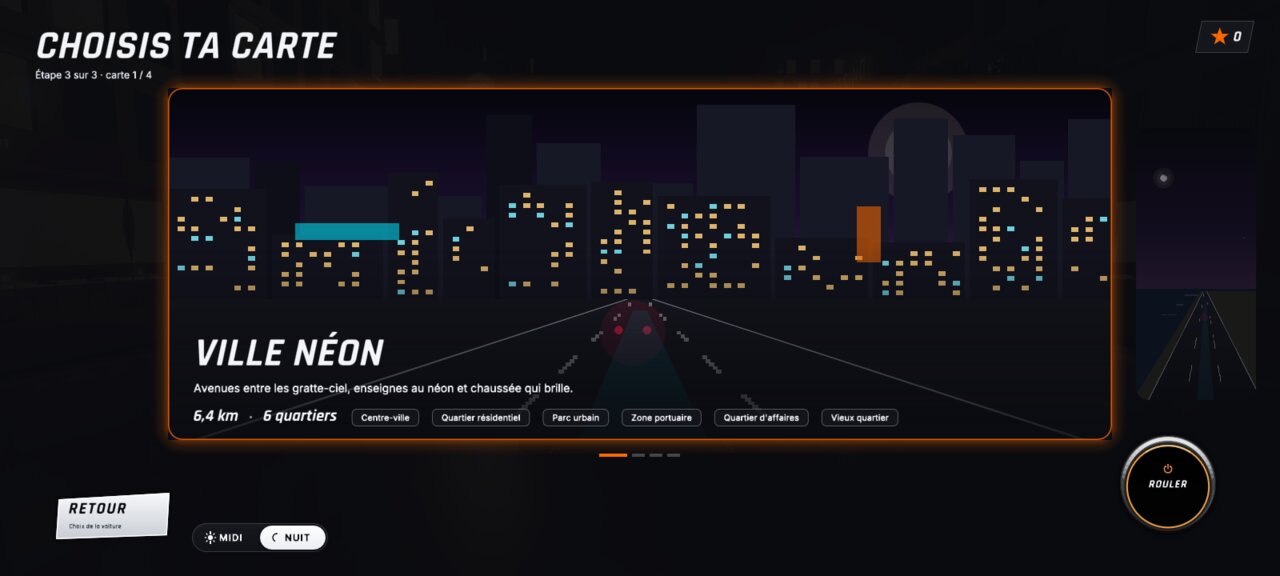 CHOISIS TA CARTE
0
Étape 3 sur 3 · carte 1 / 4
VILLE NÉON
Avenues entre les gratte-ciel, enseignes au néon et chaussée qui brille.
6,4 km · 6 quartiers Centre-ville Quartier résidentiel Parc urbain Zone portuaire Quartier d'affaires Vieux quartier
ROULER
RETOUR
Choix de la voiture
MIDI NUIT